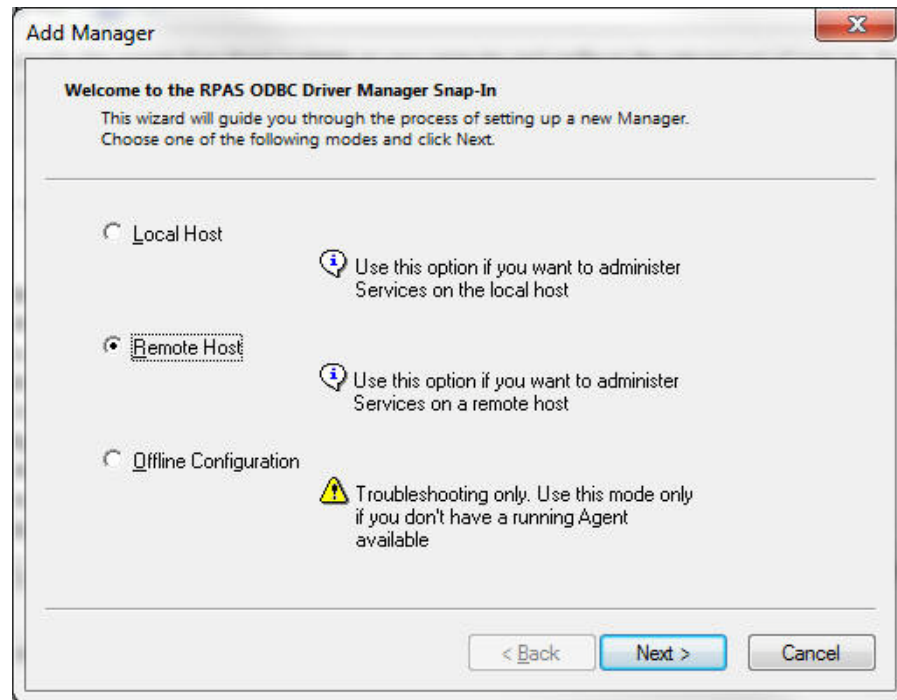 Add Manager
Welcome to the RPAS ODBC Driver Manager Snap-In
This wizard will guide you through the process of setting up a new Manager.
Choose one of the following modes and click Next.
Local Host
Use this option if you want to administer
Services on the local host
Remote Host
Use this option if you want to administer
Services on a remote host
Offline Configuration
Troubleshooting only. Use this mode only
if you don't have a running Agent
available
< Back Next > Cancel